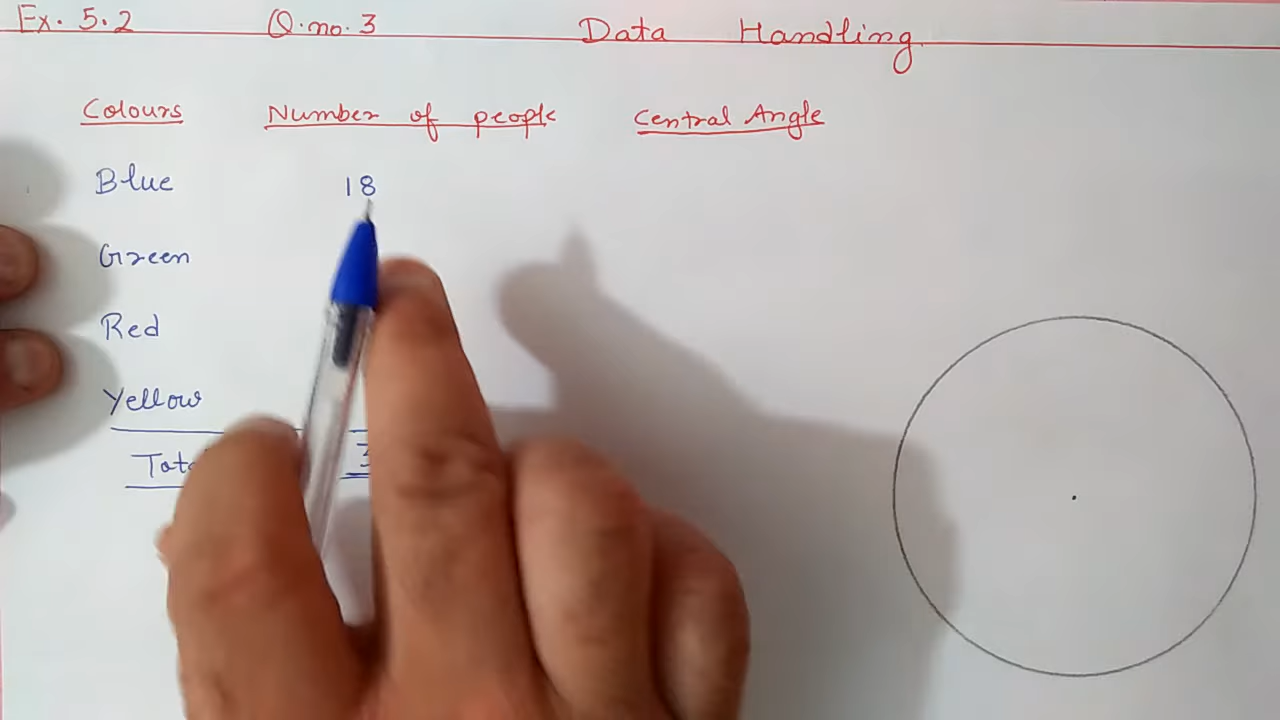 Ex. 5.2 Q.no.3 Data Handling
Colours Number of people Central Angle
Blue 18
Green
Red
Yellow